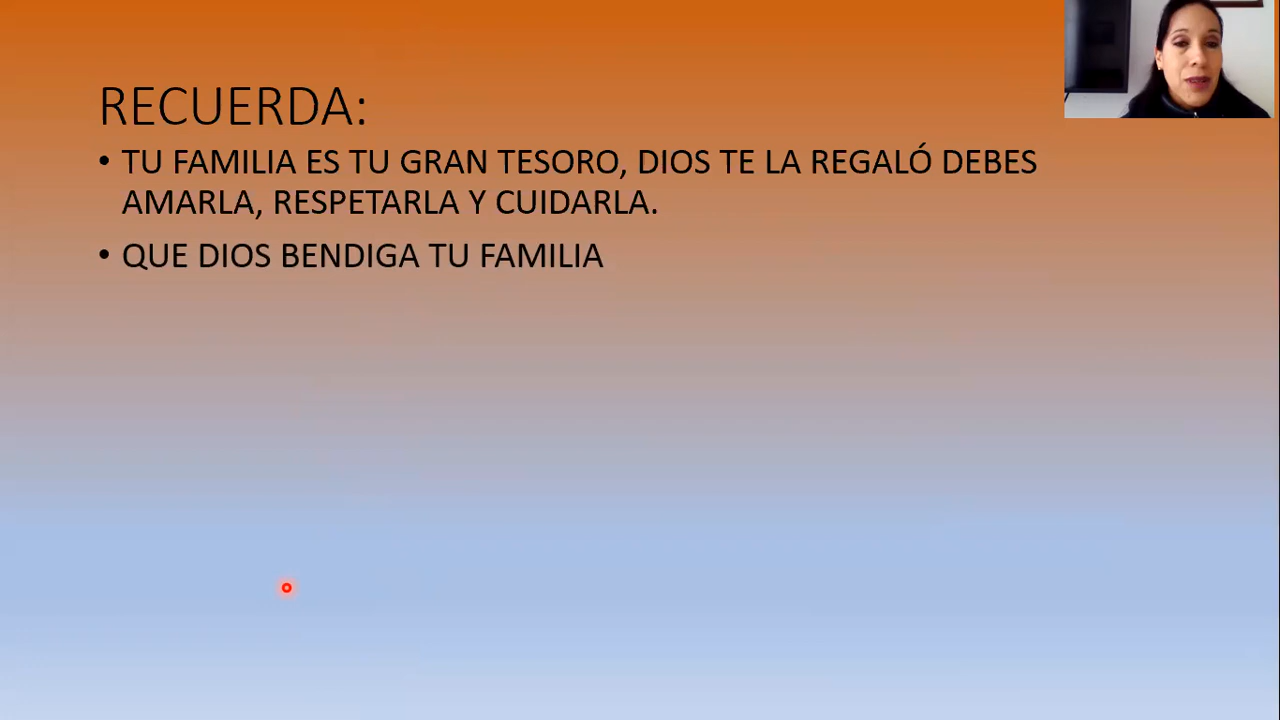 RECUERDA:
• TU FAMILIA ES TU GRAN TESORO, DIOS TE LA REGALÓ DEBES
AMARLA, RESPETARLA Y CUIDARLA.
• QUE DIOS BENDIGA TU FAMILIA